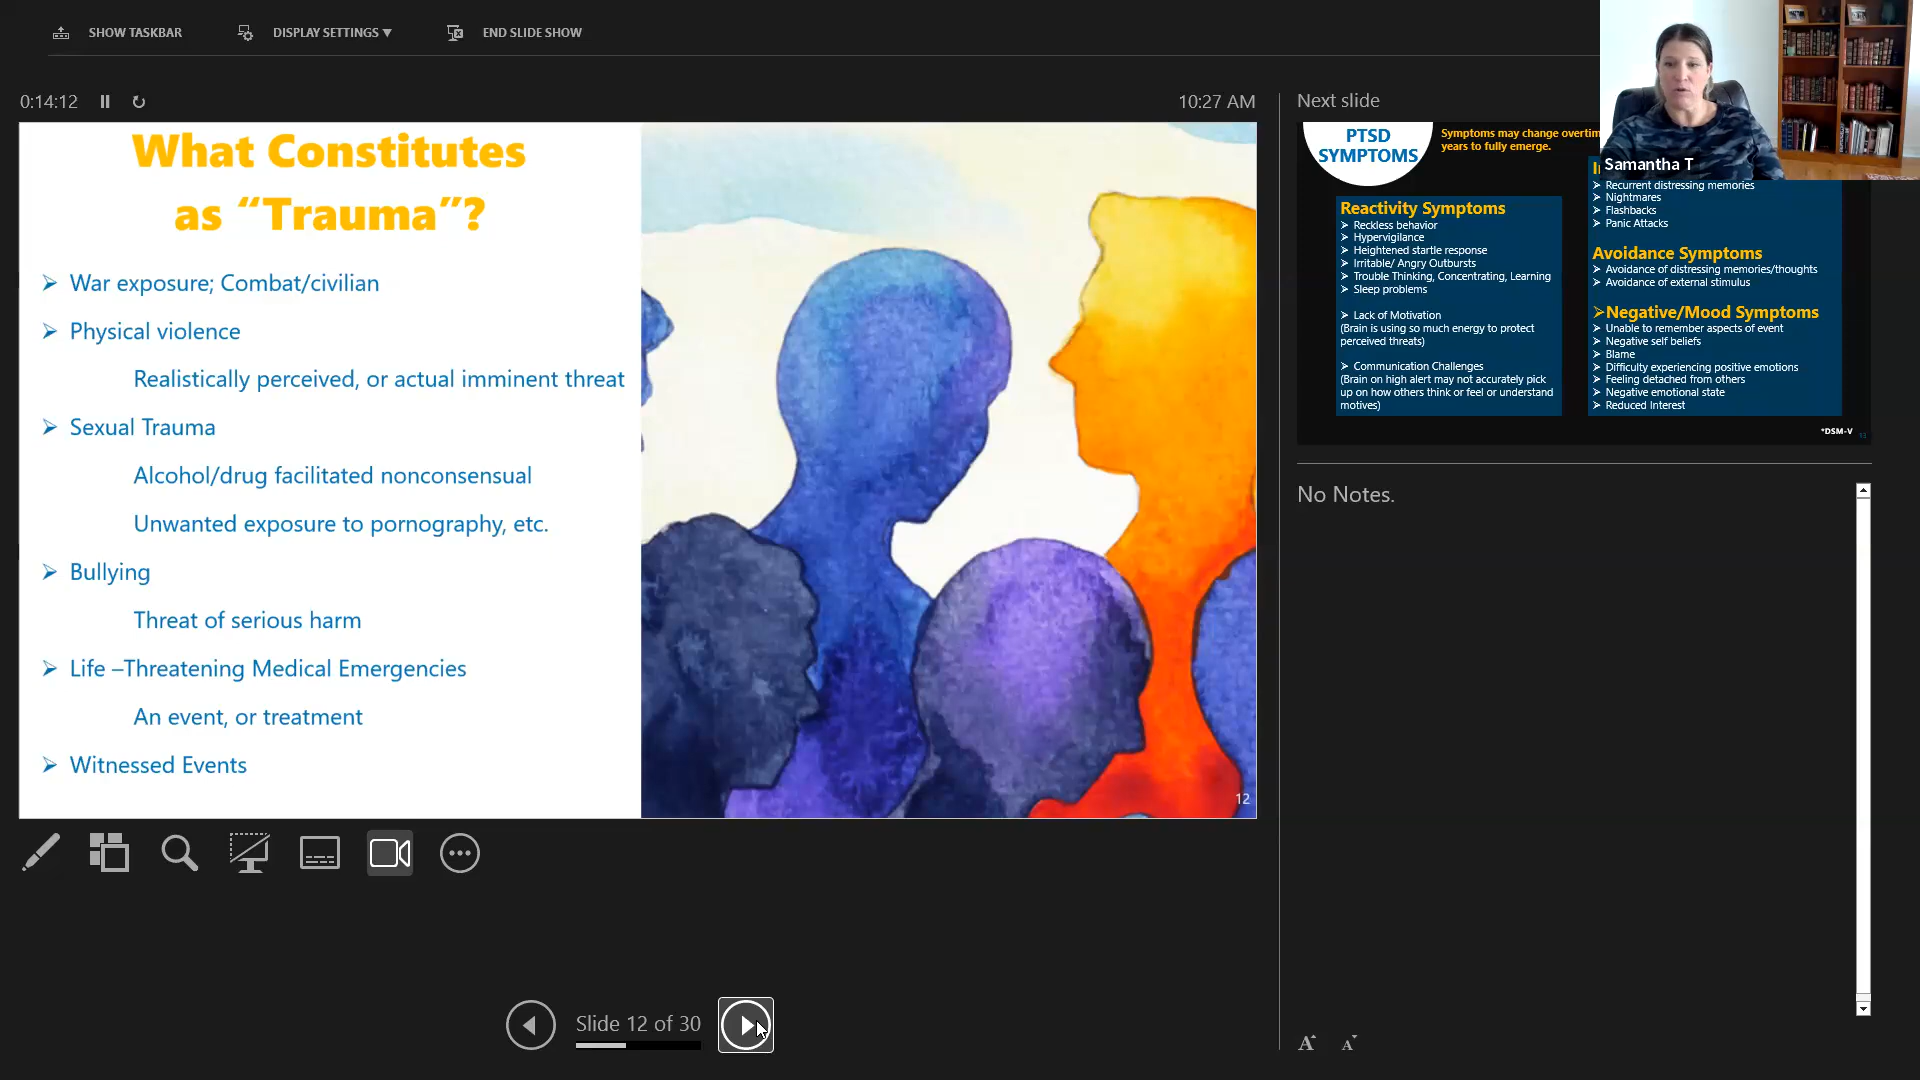 SHOW TASKBAR
DISPLAY SETTINGS ▼
END SLIDE SHOW
0:14:12
10:27 AM
What Constitutes
as “Trauma”?
➢ War exposure; Combat/civilian
➢ Physical violence
Realistically perceived, or actual imminent threat
➢ Sexual Trauma
Alcohol/drug facilitated nonconsensual
Unwanted exposure to pornography, etc.
➢ Bullying
Threat of serious harm
➢ Life –Threatening Medical Emergencies
An event, or treatment
➢ Witnessed Events
12
Slide 12 of 30
Next slide
Samantha T
PTSD
SYMPTOMS
Symptoms may change overtim
years to fully emerge.
Reactivity Symptoms
➢ Reckless behavior
➢ Hypervigilance
➢ Heightened startle response
➢ Irritable/ Angry Outbursts
➢ Trouble Thinking, Concentrating, Learning
➢ Sleep problems
➢ Lack of Motivation
(Brain is using so much energy to protect
perceived threats)
➢ Communication Challenges
(Brain on high alert may not accurately pick
up on how others think or feel or understand
motives)
➢ Recurrent distressing memories
➢ Nightmares
➢ Flashbacks
➢ Panic Attacks
Avoidance Symptoms
➢ Avoidance of distressing memories/thoughts
➢ Avoidance of external stimulus
➢Negative/Mood Symptoms
➢ Unable to remember aspects of event
➢ Negative self beliefs
➢ Blame
➢ Difficulty experiencing positive emotions
➢ Feeling detached from others
➢ Negative emotional state
➢ Reduced Interest
*DSM-V
13
No Notes.
A A